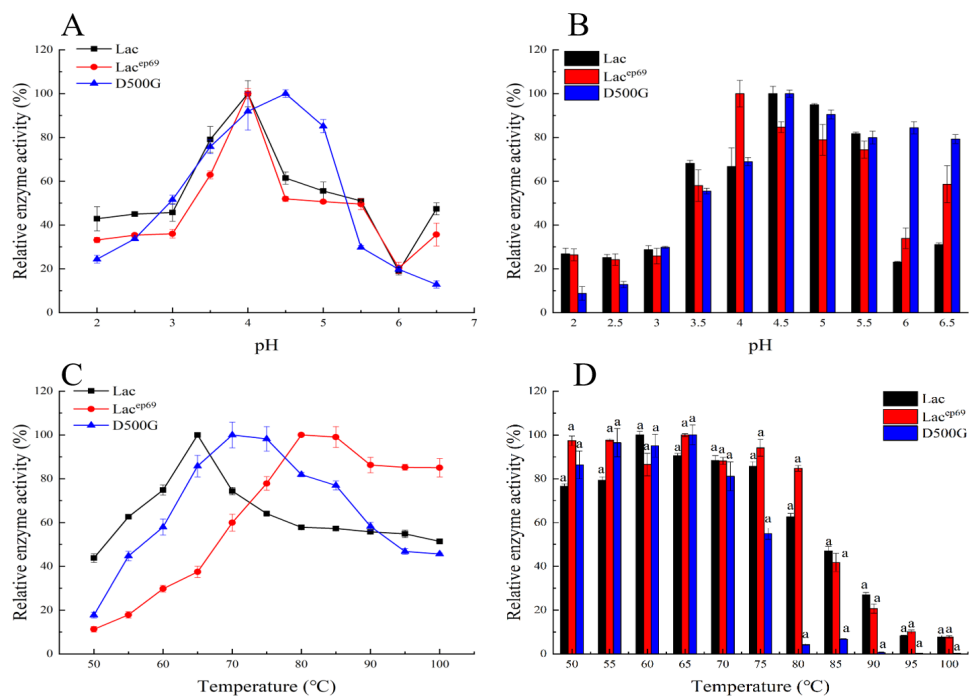 A
Lac
Lac^ep69
D500G
Relative enzyme activity (%)
120
100
80
60
40
20
0
2
3
4
5
6
7
pH
B
Lac
Lac^ep69
D500G
Relative enzyme activity (%)
120
100
80
60
40
20
0
2
2.5
3
3.5
4
4.5
5
5.5
6
6.5
pH
C
Lac
Lac^ep69
D500G
Relative enzyme activity (%)
120
100
80
60
40
20
0
50
60
70
80
90
100
Temperature (°C)
D
Lac
Lac^ep69
D500G
Relative enzyme activity (%)
120
100
80
60
40
20
0
a a a
a a a
a a a
a a a
a a a
a a a
a a a
a a a
a a a
a a a
a a a
50
55
60
65
70
75
80
85
90
95
100
Temperature (°C)